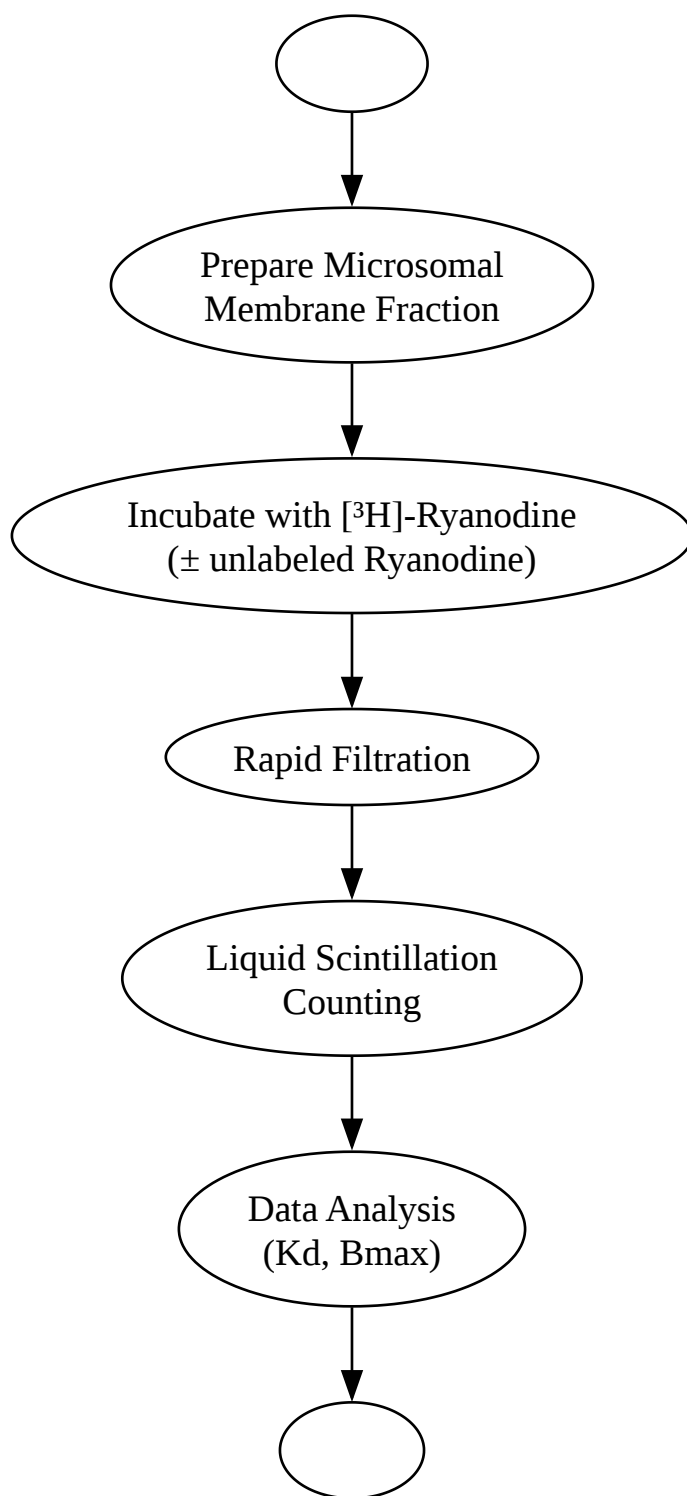 Prepare Microsomal
Membrane Fraction
Incubate with [³H]-Ryanodine
(± unlabeled Ryanodine)
Rapid Filtration
Liquid Scintillation
Counting
Data Analysis
(Kd, Bmax)